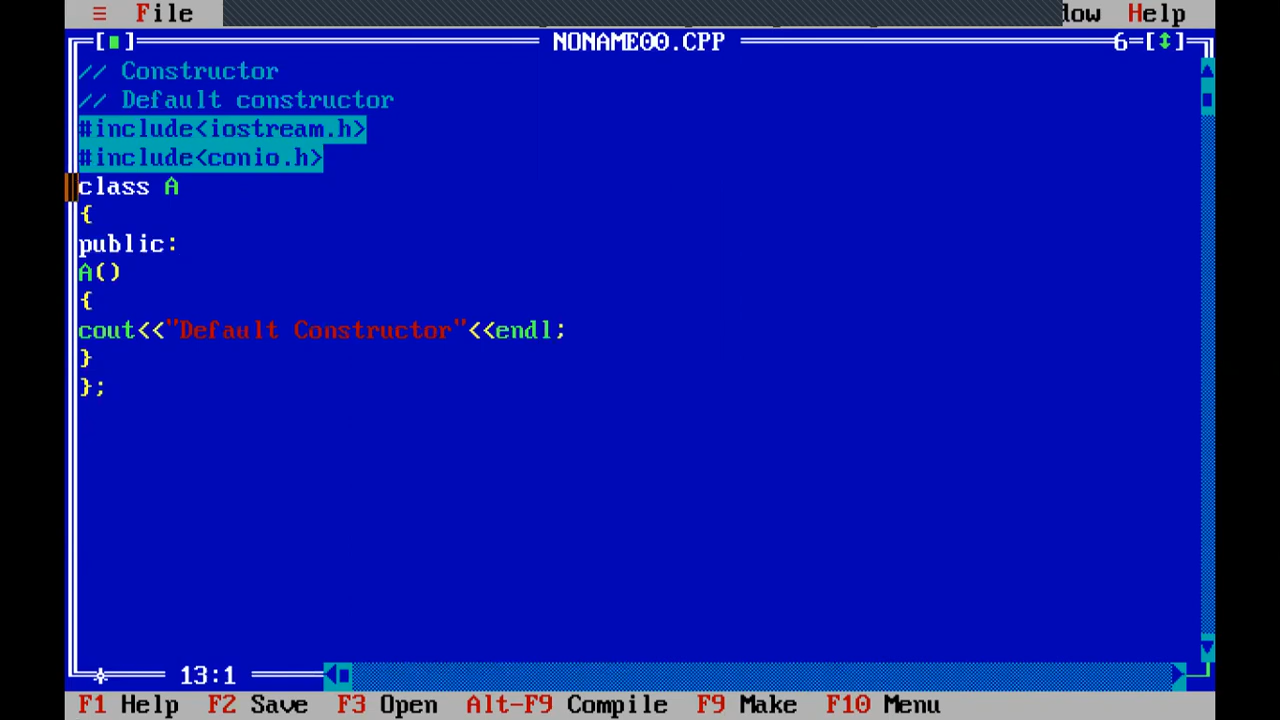 ≡ File dow Help
[■] NONAME00.CPP 6=[↕]
// Constructor
// Default constructor
#include<iostream.h>
#include<conio.h>
class A
{
public:
A()
{
cout<<"Default Constructor"<<endl;
}
};
13:1
F1 Help F2 Save F3 Open Alt-F9 Compile F9 Make F10 Menu